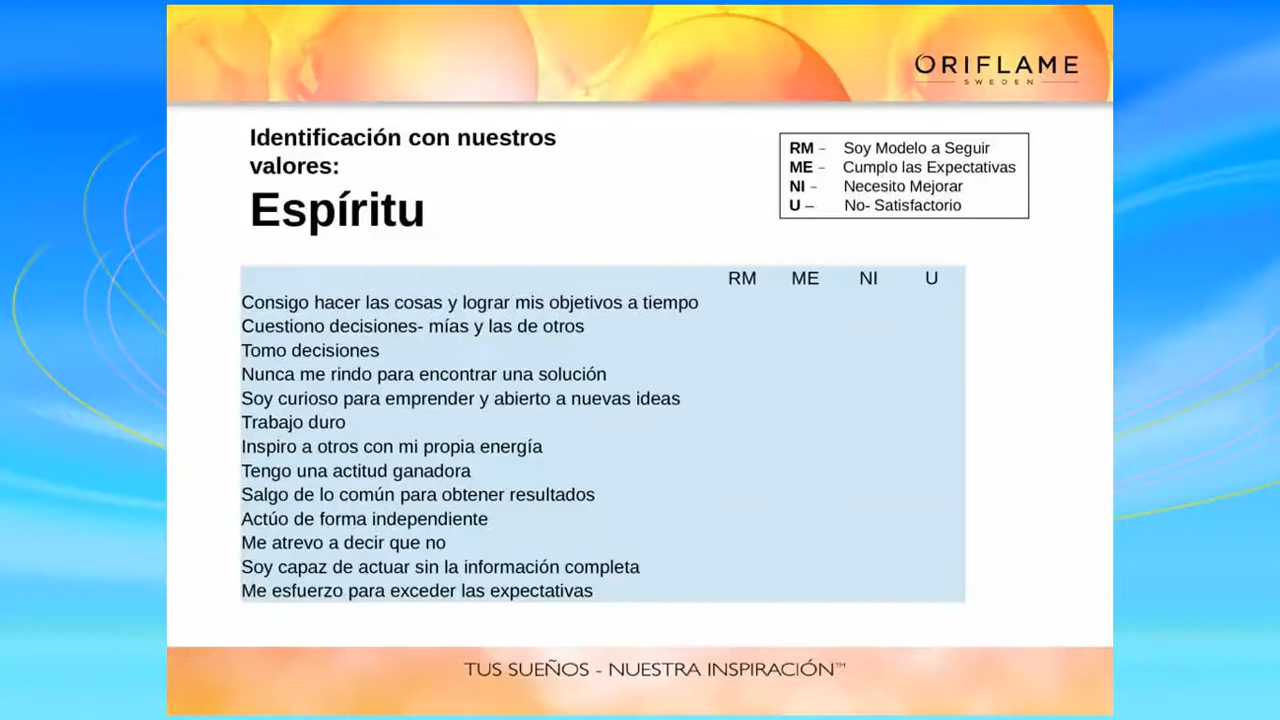 ORIFLAME
SWEDEN
Identificación con nuestros
valores:
Espíritu
RM – Soy Modelo a Seguir
ME – Cumplo las Expectativas
NI – Necesito Mejorar
U – No- Satisfactorio
RM ME NI U
Consigo hacer las cosas y lograr mis objetivos a tiempo
Cuestiono decisiones- mías y las de otros
Tomo decisiones
Nunca me rindo para encontrar una solución
Soy curioso para emprender y abierto a nuevas ideas
Trabajo duro
Inspiro a otros con mi propia energía
Tengo una actitud ganadora
Salgo de lo común para obtener resultados
Actúo de forma independiente
Me atrevo a decir que no
Soy capaz de actuar sin la información completa
Me esfuerzo para exceder las expectativas
TUS SUEÑOS - NUESTRA INSPIRACIÓN™